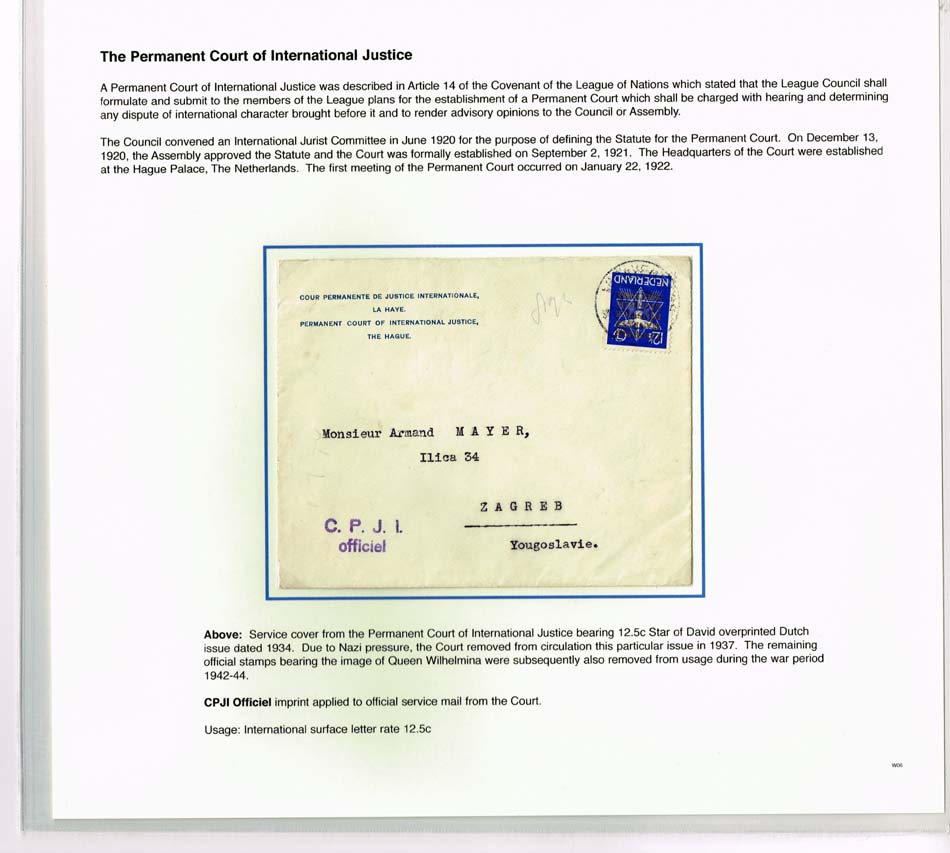 The Permanent Court of International Justice
A Permanent Court of International Justice was described in Article 14 of the Covenant of the League of Nations which stated that the League Council shall
formulate and submit to the members of the League plans for the establishment of a Permanent Court which shall be charged with hearing and determining
any dispute of international character brought before it and to render advisory opinions to the Council or Assembly.
The Council convened an International Jurist Committee in June 1920 for the purpose of defining the Statute for the Permanent Court. On December 13,
1920, the Assembly approved the Statute and the Court was formally established on September 2, 1921. The Headquarters of the Court were established
at the Hague Palace, The Netherlands. The first meeting of the Permanent Court occurred on January 22, 1922.
COUR PERMANENTE DE JUSTICE INTERNATIONALE,
LA HAYE.
PERMANENT COURT OF INTERNATIONAL JUSTICE,
THE HAGUE.
NEDERLAND
12½ Ct
Monsieur Armand MAYER,
Ilica 34
ZAGREB
Yougoslavie.
C. P. J. I.
officiel
Above: Service cover from the Permanent Court of International Justice bearing 12.5c Star of David overprinted Dutch
issue dated 1934. Due to Nazi pressure, the Court removed from circulation this particular issue in 1937. The remaining
official stamps bearing the image of Queen Wilhelmina were subsequently also removed from usage during the war period
1942-44.
CPJI Officiel imprint applied to official service mail from the Court.
Usage: International surface letter rate 12.5c
W06